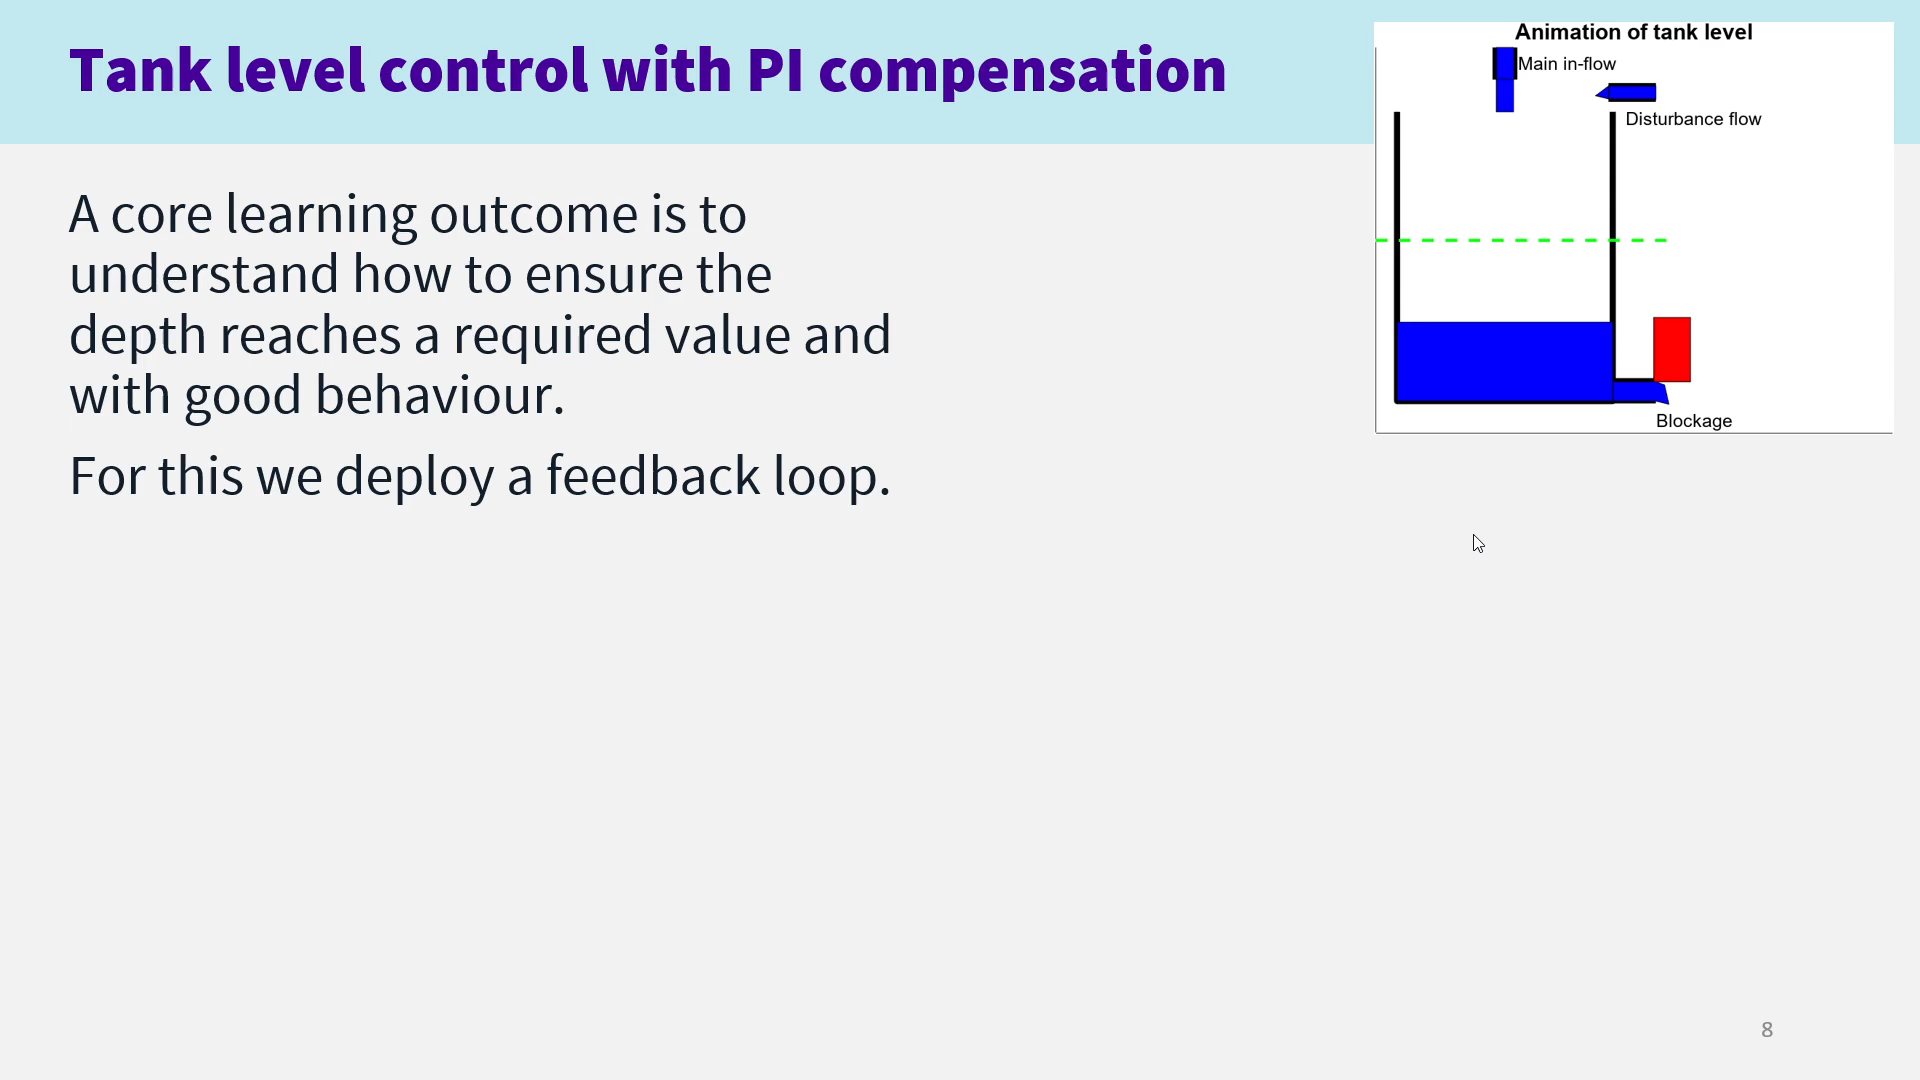 Tank level control with PI compensation
Animation of tank level
Main in-flow
Disturbance flow
Blockage
A core learning outcome is to
understand how to ensure the
depth reaches a required value and
with good behaviour.
For this we deploy a feedback loop.
8